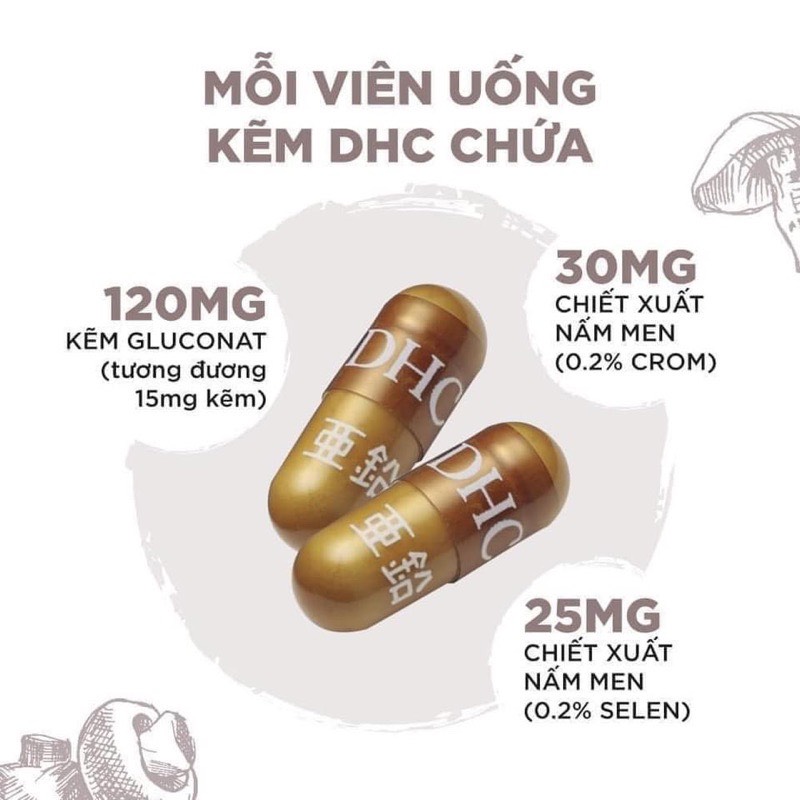 MỖI VIÊN UỐNG
KẼM DHC CHỨA
120MG
KẼM GLUCONAT
(tương đương
15mg kẽm)
30MG
CHIẾT XUẤT
NẤM MEN
(0.2% CROM)
DHC
亜鉛
DHC
亜鉛
25MG
CHIẾT XUẤT
NẤM MEN
(0.2% SELEN)